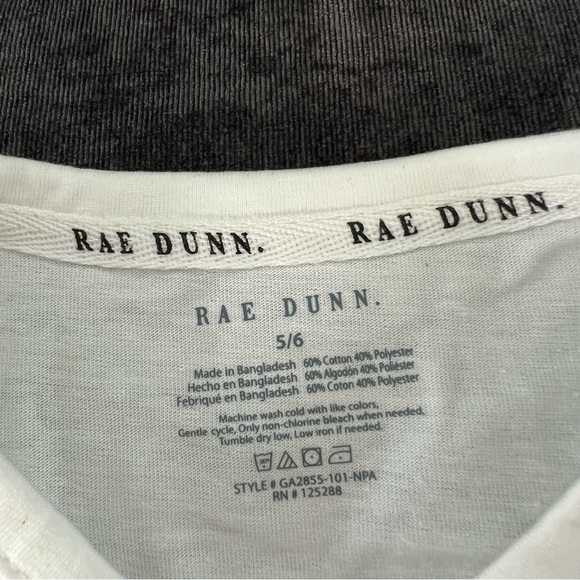 RAE DUNN. RAE DUNN.
RAE DUNN.
5/6
Made in Bangladesh 60% Cotton 40% Polyester
Hecho en Bangladesh 60% Algodón 40% Poliéster
Fabriqué en Bangladesh 60% Coton 40% Polyester
Machine wash cold with like colors,
Gentle cycle, Only non-chlorine bleach when needed,
Tumble dry low, Low iron if needed.
STYLE # GA2855-101-NPA
RN # 125288